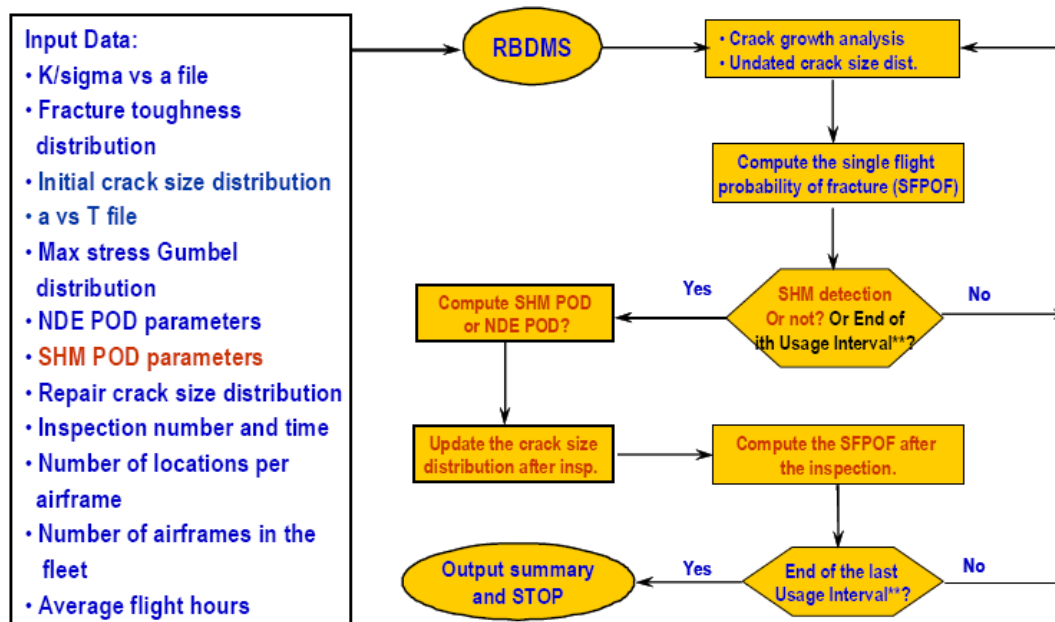 Input Data:
• K/sigma vs a file
• Fracture toughness
distribution
• Initial crack size distribution
• a vs T file
• Max stress Gumbel
distribution
• NDE POD parameters
• SHM POD parameters
• Repair crack size distribution
• Inspection number and time
• Number of locations per
airframe
• Number of airframes in the
fleet
• Average flight hours
RBDMS
• Crack growth analysis
• Undated crack size dist.
Compute the single flight
probability of fracture (SFPOF)
SHM detection
Or not? Or End of
ith Usage Interval**?
Yes
No
Compute SHM POD
or NDE POD?
Update the crack size
distribution after insp.
Compute the SFPOF after
the inspection.
End of the last
Usage Interval**?
Yes
No
Output summary
and STOP